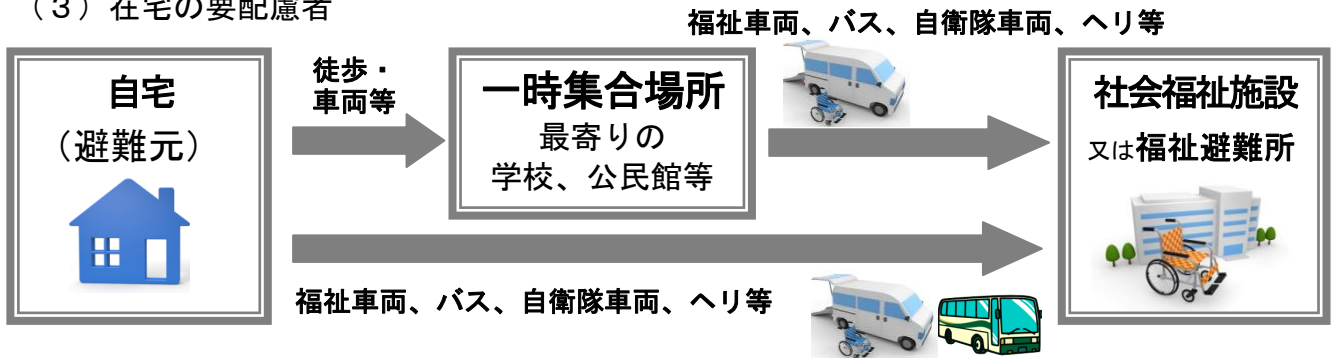 （３）在宅の要配慮者
福祉車両、バス、自衛隊車両、ヘリ等
自宅
（避難元）
徒歩・
車両等
一時集合場所
最寄りの
学校、公民館等
社会福祉施設
又は福祉避難所
福祉車両、バス、自衛隊車両、ヘリ等